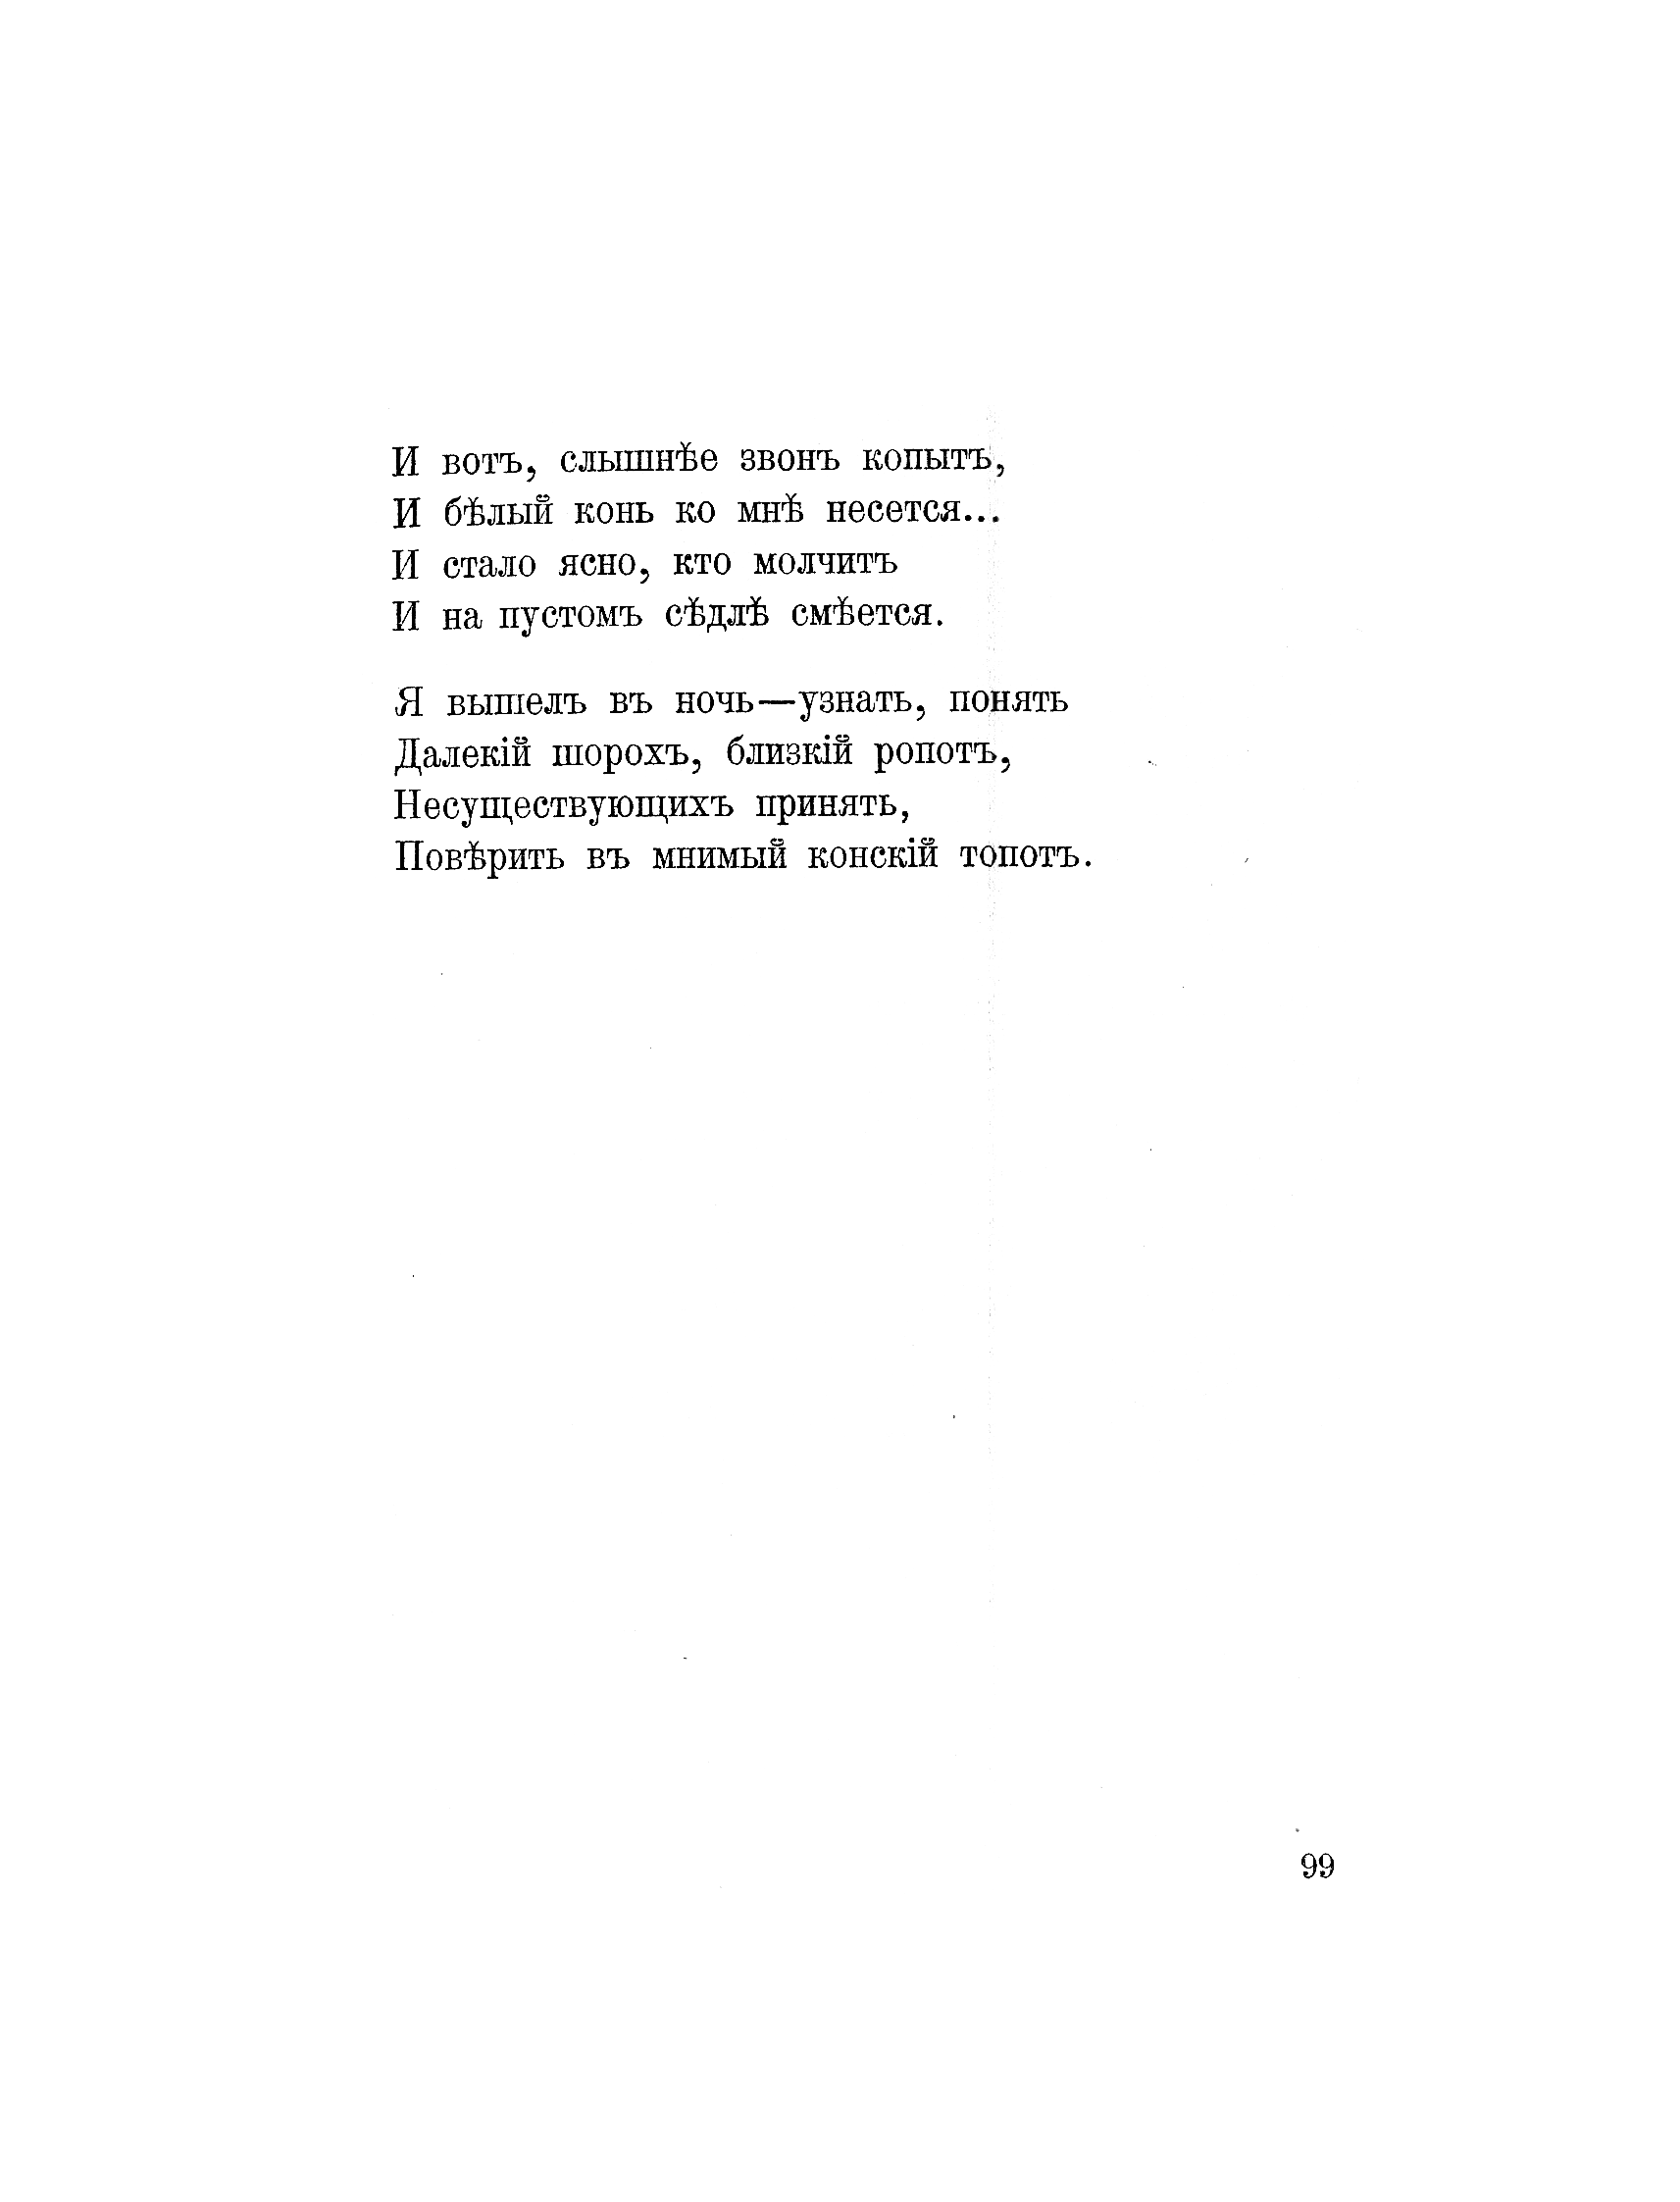 И вотъ, слышнѣе звонъ копытъ,
И бѣлый конь ко мнѣ несется...
И стало ясно, кто молчитъ
И на пустомъ сѣдлѣ смѣется.
Я вышелъ въ ночь—узнать, понять
Далекій шорохъ, близкій ропотъ,
Несуществующихъ принять,
Повѣрить въ мнимый конскій топотъ.
99